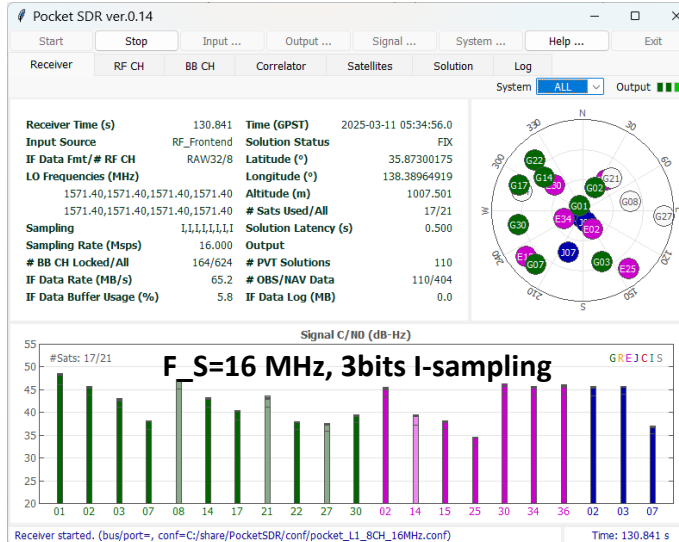 Pocket SDR ver.0.14
Start Stop Input ... Output ... Signal ... System ... Help ... Exit
Receiver RF CH BB CH Correlator Satellites Solution Log
System ALL Output
Receiver Time (s) 130.841 Time (GPST) 2025-03-11 05:34:56.0
Input Source RF_Frontend Solution Status FIX
IF Data Fmt/# RF CH RAW32/8 Latitude (º) 35.87300175
LO Frequencies (MHz) Longitude (º) 138.38964919
1571.40,1571.40,1571.40,1571.40 Altitude (m) 1007.501
1571.40,1571.40,1571.40,1571.40 # Sats Used/All 17/21
Sampling I,I,I,I,I,I,I,I Solution Latency (s) 0.500
Sampling Rate (Msps) 16.000 Output
# BB CH Locked/All 164/624 # PVT Solutions 110
IF Data Rate (MB/s) 65.2 # OBS/NAV Data 110/404
IF Data Buffer Usage (%) 5.8 IF Data Log (MB) 0.0
N
330 30
300 60
W
240 120
210 150
S
G22
G14 G21
G17 G02 G08
G01 G27
E34
G30 E02
J07
G07 G03 E25
Signal C/N0 (dB-Hz)
55
#Sats: 17/21 F_S=16 MHz, 3bits I-sampling GREJCIS
50
45
40
35
30
25
20
01 02 03 07 08 14 17 21 22 27 30 02 14 15 25 30 34 36 02 03 07
Receiver started. (bus/port=, conf=C:/share/PocketSDR/conf/pocket_L1_8CH_16MHz.conf) Time: 130.841 s